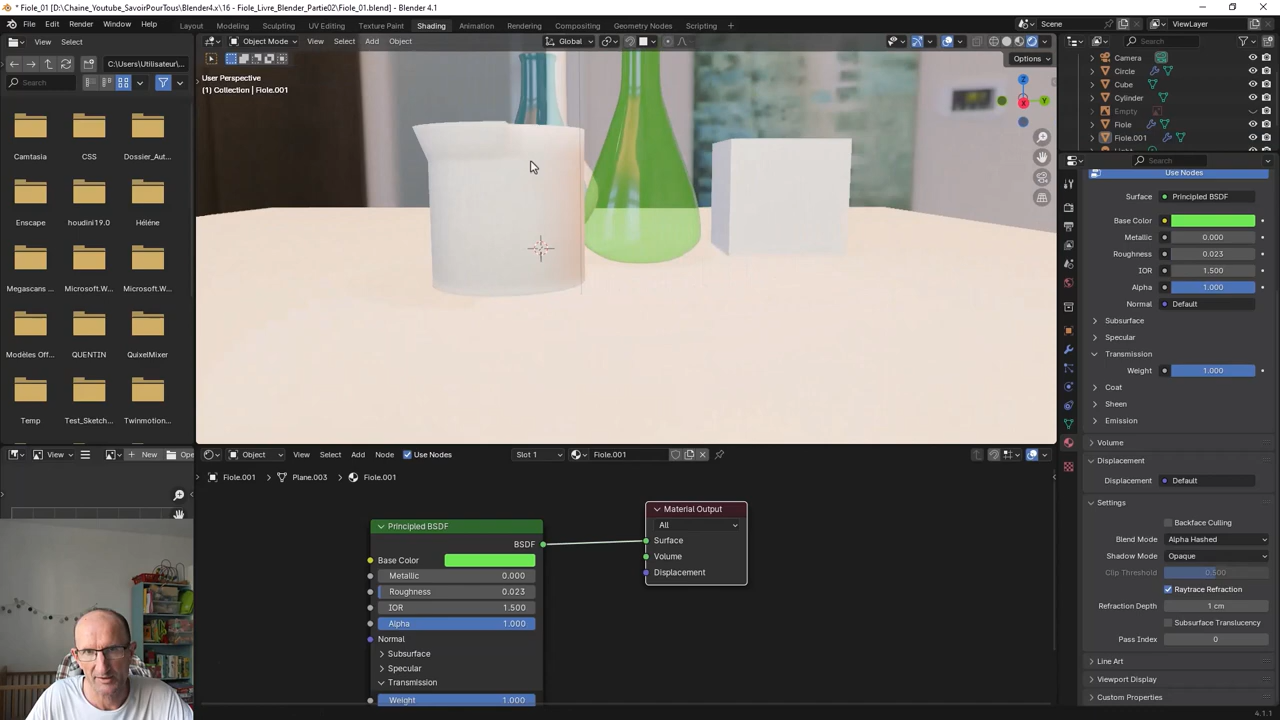 * Fiole_01 [D:\Chaine_Youtube_SavoirPourTous\Blender4.x\16 - Fiole_Livre_Blender_Partie02\Fiole_01.blend] - Blender 4.1
File Edit Render Window Help Layout Modeling Sculpting UV Editing Texture Paint Shading Animation Rendering Compositing Geometry Nodes Scripting Scene ViewLayer
View Select Object Mode View Select Add Object Global Search
C:\Users\Utilisateur\...
Search
Options
User Perspective
(1) Collection | Fiole.001
Camera
Circle
Cube
Cylinder
Empty
Fiole
Fiole.001
Search
Camtasia CSS Dossier_Aut...
Enscape houdini19.0 Hélène
Megascans Microsoft.W... Microsoft.W...
Modèles Off... QUENTIN QuixelMixer
Temp Test_Sketch... Twinmotion...
Use Nodes
Surface Principled BSDF
Base Color
Metallic 0.000
Roughness 0.023
IOR 1.500
Alpha 1.000
Normal Default
Subsurface
Specular
Transmission
Weight 1.000
Coat
Sheen
Emission
Volume
Displacement
Displacement Default
Settings
Backface Culling
Blend Mode Alpha Hashed
Shadow Mode Opaque
Clip Threshold 0.500
Raytrace Refraction
Refraction Depth 1 cm
Subsurface Translucency
Pass Index 0
Line Art
Viewport Display
Custom Properties
View New Ope
Object View Select Add Node Use Nodes Slot 1 Fiole.001
Fiole.001 Plane.003 Fiole.001
Principled BSDF
BSDF
Base Color
Metallic 0.000
Roughness 0.023
IOR 1.500
Alpha 1.000
Normal
Subsurface
Specular
Transmission
Weight 1.000
Material Output
All
Surface
Volume
Displacement
4.1.1
X
Y
Z